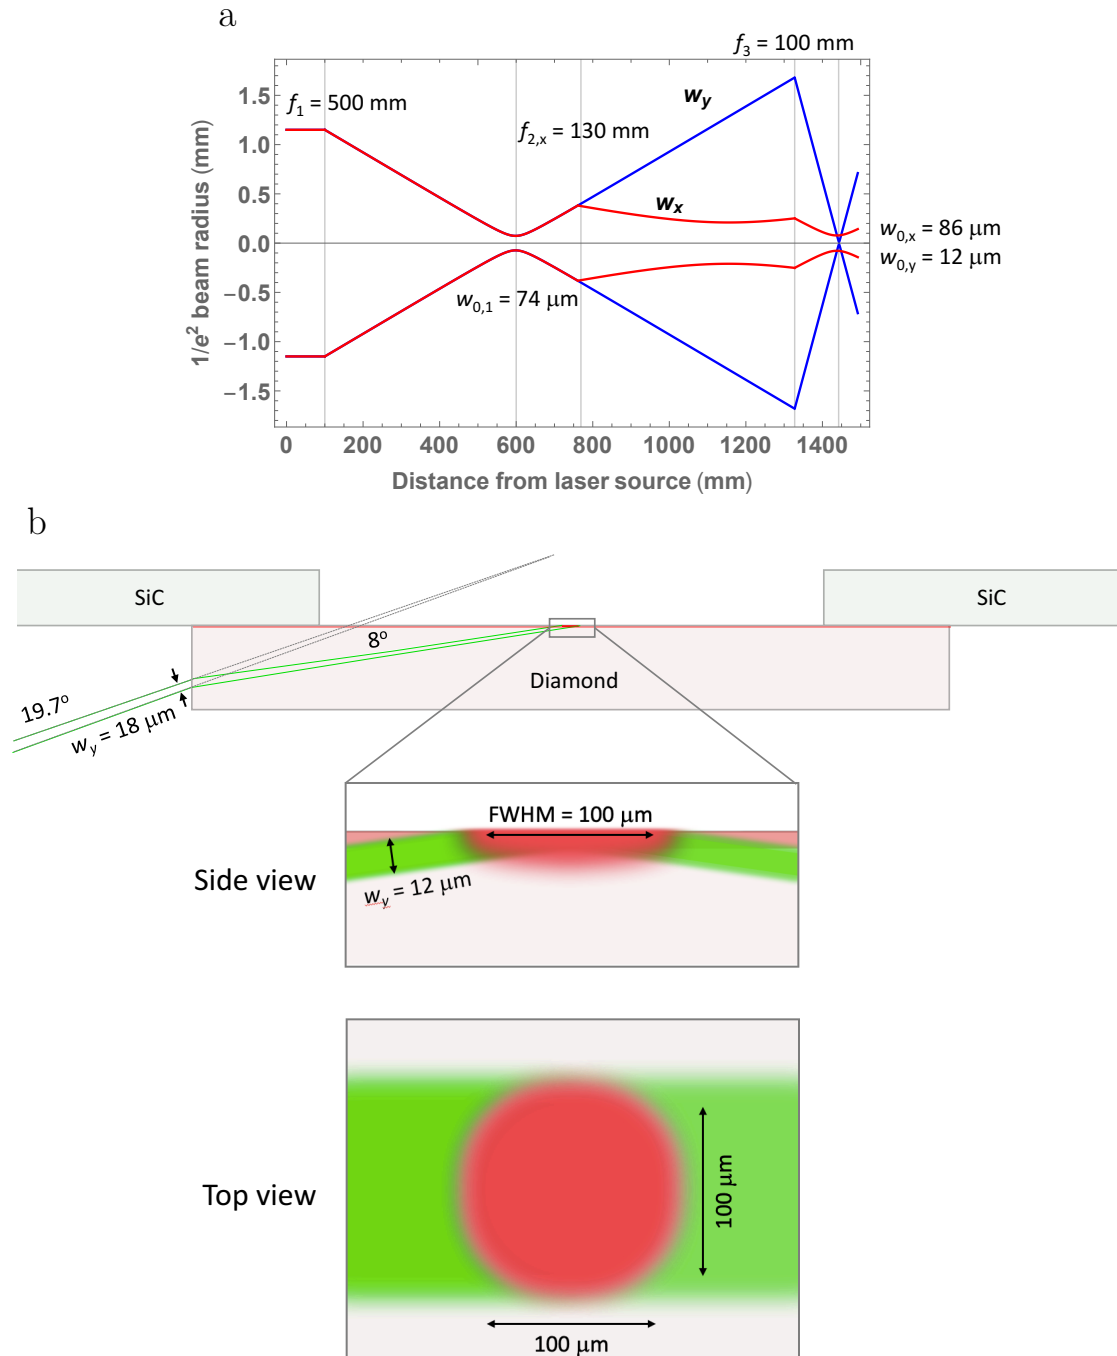 a
f₃ = 100 mm
f₁ = 500 mm
w_y
f₂,ₓ = 130 mm
wₓ
w₀,ₓ = 86 μm
w₀,y = 12 μm
w₀,₁ = 74 μm
1.5
1.0
0.5
0.0
−0.5
−1.0
−1.5
1/e² beam radius (mm)
0 200 400 600 800 1000 1200 1400
Distance from laser source (mm)
b
SiC
SiC
8°
Diamond
19.7°
w_y = 18 μm
FWHM = 100 μm
Side view
w_y = 12 μm
Top view
100 μm
100 μm